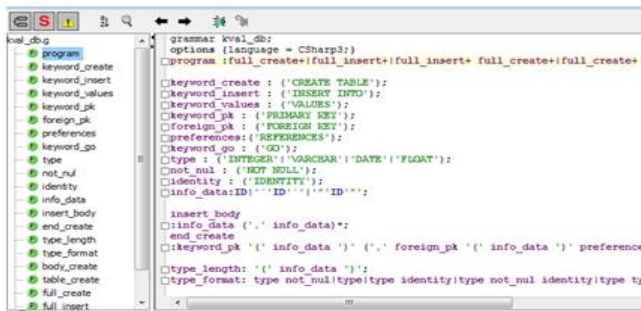 kval_db.g
program
keyword_create
keyword_insert
keyword_values
keyword_pk
foreign_pk
preferences
keyword_go
type
not_nul
identity
info_data
insert_body
end_create
type_length
type_format
body_create
table_create
full_create
full_insert
grammar kval_db;
options {language = CSharp3;}
program :full_create+|full_insert+|full_insert+ full_create+|full_create+
keyword_create : ('CREATE TABLE');
keyword_insert : ('INSERT INTO');
keyword_values : ('VALUES');
keyword_pk : ('PRIMARY KEY');
foreign_pk : ('FOREIGN KEY');
preferences:('REFERENCES');
keyword_go : ('GO');
type : ('INTEGER'|'VARCHAR'|'DATE'|'FLOAT');
not_nul : ('NOT NULL');
identity : ('IDENTITY');
info_data:ID|'`'ID'`'|'"'ID'"';
insert_body
:info_data (',' info_data)*;
end_create
:keyword_pk '(' info_data ')' (',' foreign_pk '(' info_data ')' preference
type_length: '(' info_data ')';
type_format: type not_nul|type|type identity|type not_nul identity|type ty